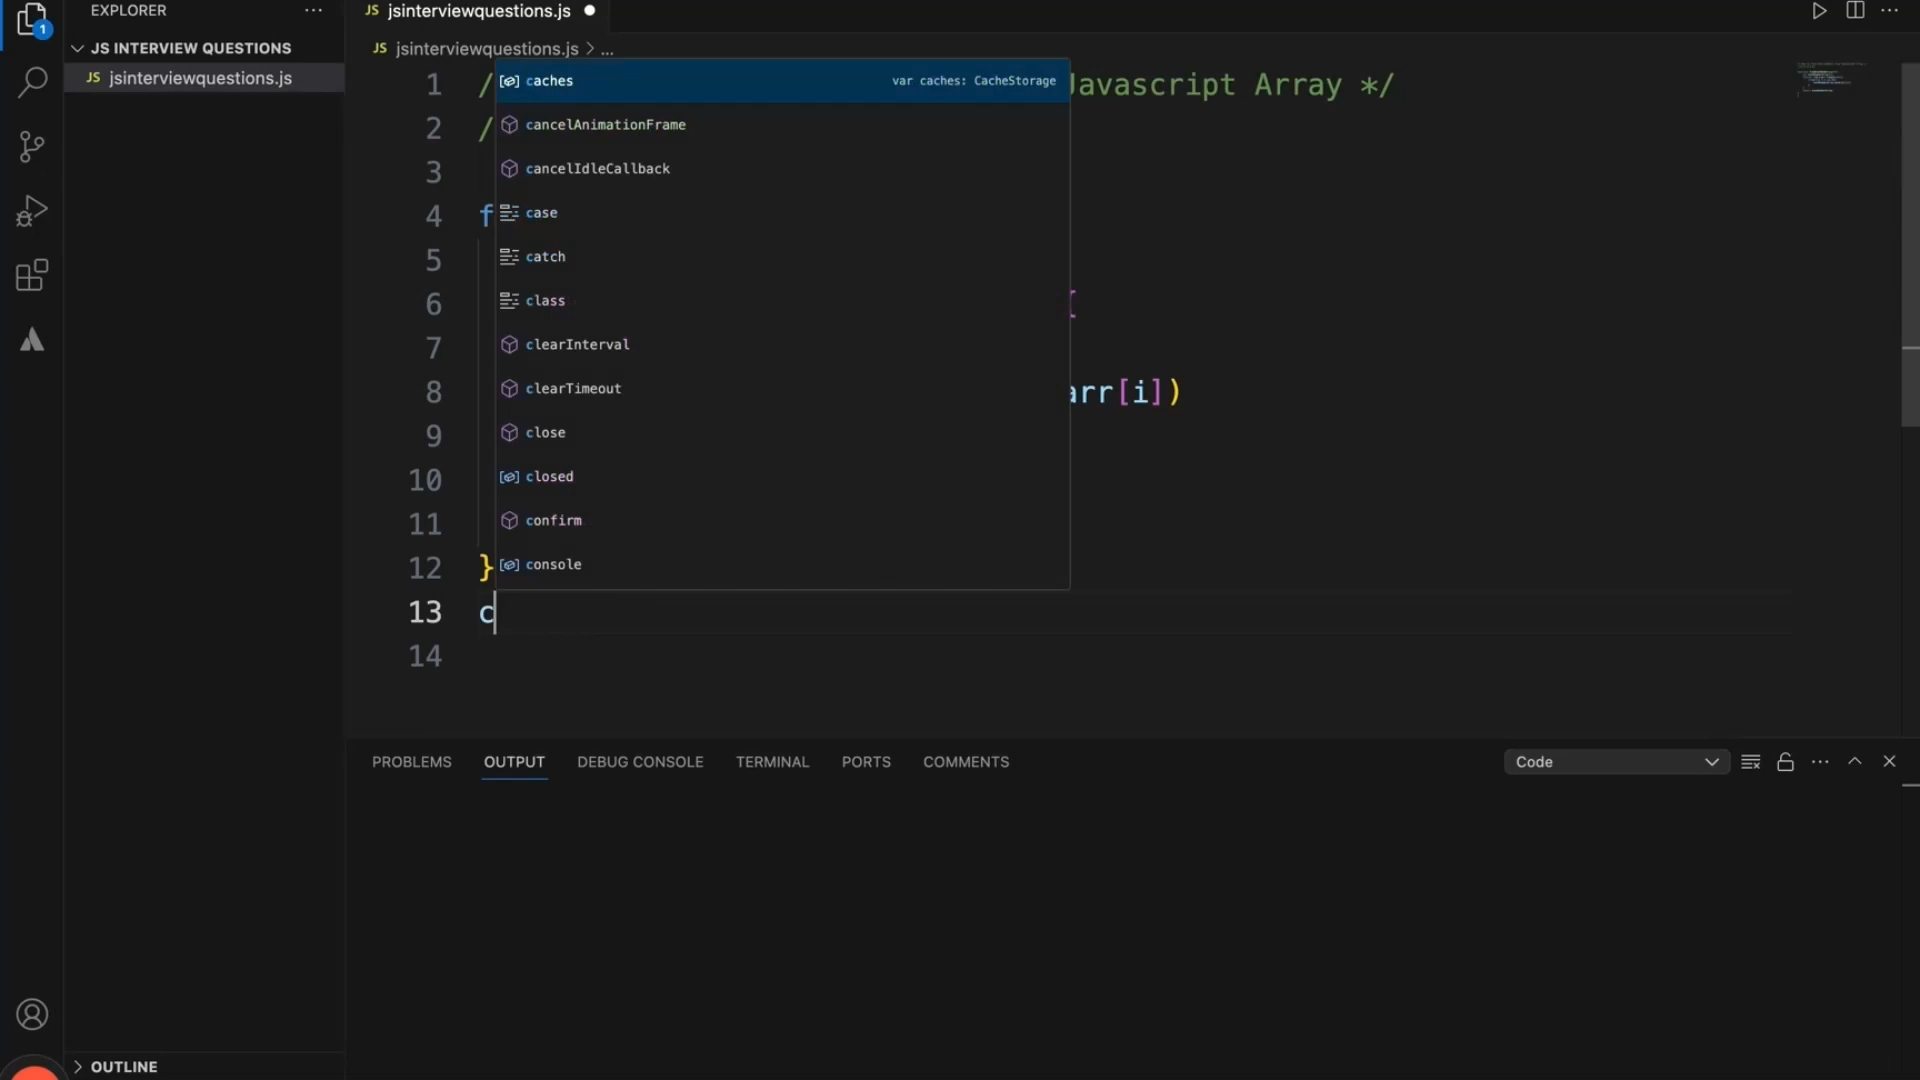 EXPLORER
JS jsinterviewquestions.js
1
JS INTERVIEW QUESTIONS
JS jsinterviewquestions.js > ...
JS jsinterviewquestions.js
1 / Javascript Array */
2 /
3
4 f
5
6 {
7
8 arr[i])
9
10
11
12 }
13 c
14
caches var caches: CacheStorage
cancelAnimationFrame
cancelIdleCallback
case
catch
class
clearInterval
clearTimeout
close
closed
confirm
console
PROBLEMS OUTPUT DEBUG CONSOLE TERMINAL PORTS COMMENTS
Code
OUTLINE